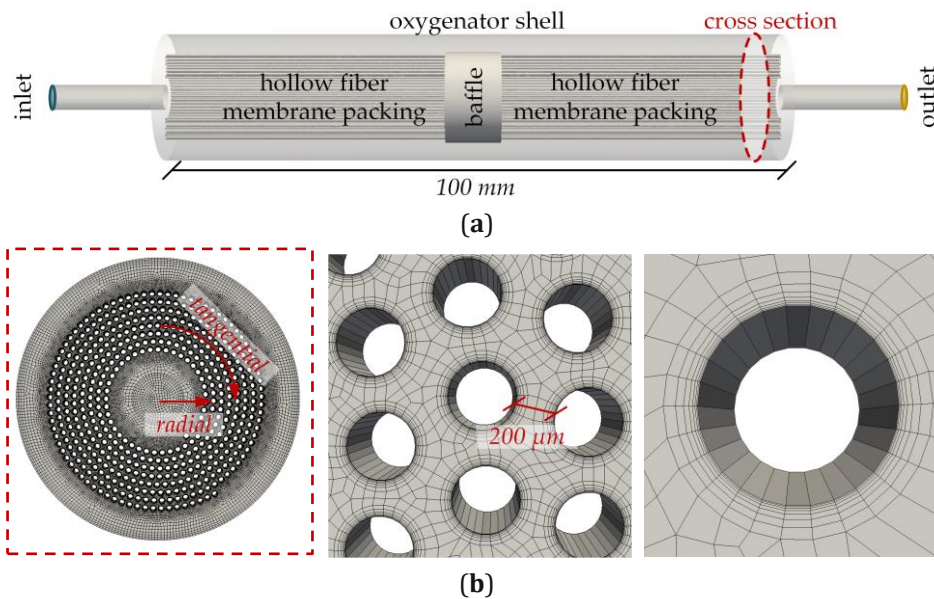 oxygenator shell
cross section
inlet
hollow fiber
membrane packing
baffle
hollow fiber
membrane packing
outlet
100 mm
(a)
tangential
radial
200 μm
(b)